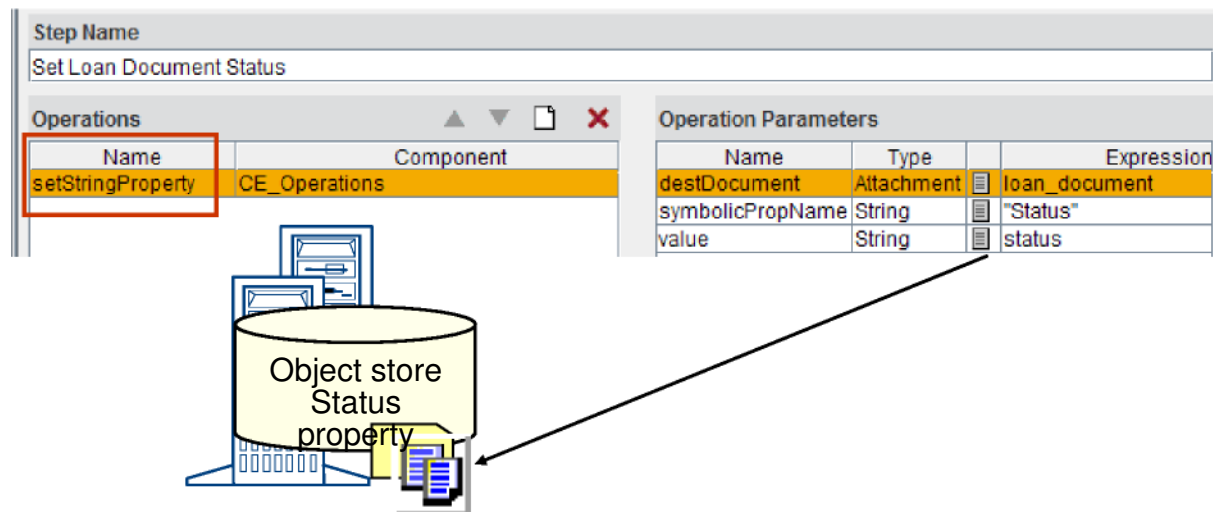 Step Name
Set Loan Document Status
Operations
Operation Parameters
Name Component
Name Type Expression
setStringProperty CE_Operations
destDocument Attachment loan_document
symbolicPropName String "Status"
value String status
Object store
Status
property